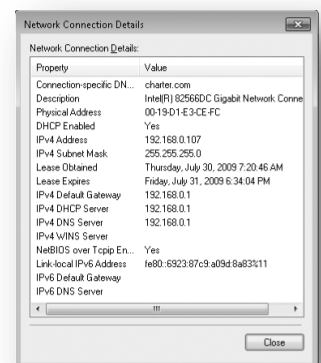 Network Connection Details
Network Connection Details:
Property Value
Connection-specific DN... charter.com
Description Intel(R) 82566DC Gigabit Network Conne
Physical Address 00-19-D1-E3-CE-FC
DHCP Enabled Yes
IPv4 Address 192.168.0.107
IPv4 Subnet Mask 255.255.255.0
Lease Obtained Thursday, July 30, 2009 7:20:46 AM
Lease Expires Friday, July 31, 2009 6:34:04 PM
IPv4 Default Gateway 192.168.0.1
IPv4 DHCP Server 192.168.0.1
IPv4 DNS Server 192.168.0.1
IPv4 WINS Server
NetBIOS over Tcpip En... Yes
Link-local IPv6 Address fe80::6923:87c9:a09d:8a83%11
IPv6 Default Gateway
IPv6 DNS Server
Close